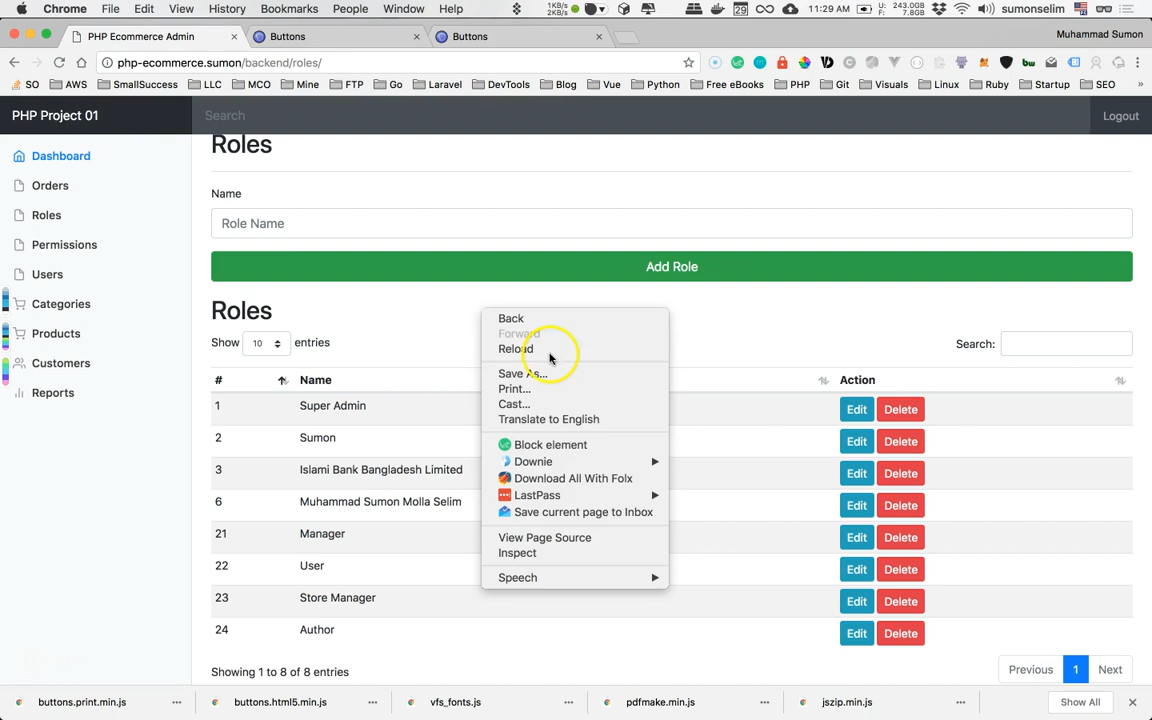 Chrome File Edit View History Bookmarks People Window Help 1KB/s 2KB/s 29 11:29 AM U: 243.0GB F: 7.8GB sumonselim
PHP Ecommerce Admin Buttons Buttons Muhammad Sumon
php-ecommerce.sumon/backend/roles/
SO AWS SmallSuccess LLC MCO Mine FTP Go Laravel DevTools Blog Vue Python Free eBooks PHP Git Visuals Linux Ruby Startup SEO »
PHP Project 01 Search Logout
Dashboard
Orders
Roles
Permissions
Users
Categories
Products
Customers
Reports
Roles
Name
Role Name
Add Role
Roles
Show 10 entries Search:
# Name Action
1 Super Admin Edit Delete
2 Sumon Edit Delete
3 Islami Bank Bangladesh Limited Edit Delete
6 Muhammad Sumon Molla Selim Edit Delete
21 Manager Edit Delete
22 User Edit Delete
23 Store Manager Edit Delete
24 Author Edit Delete
Showing 1 to 8 of 8 entries Previous 1 Next
Back
Forward
Reload
Save As...
Print...
Cast...
Translate to English
Block element
Downie
Download All With Folx
LastPass
Save current page to Inbox
View Page Source
Inspect
Speech
buttons.print.min.js buttons.html5.min.js vfs_fonts.js pdfmake.min.js jszip.min.js Show All